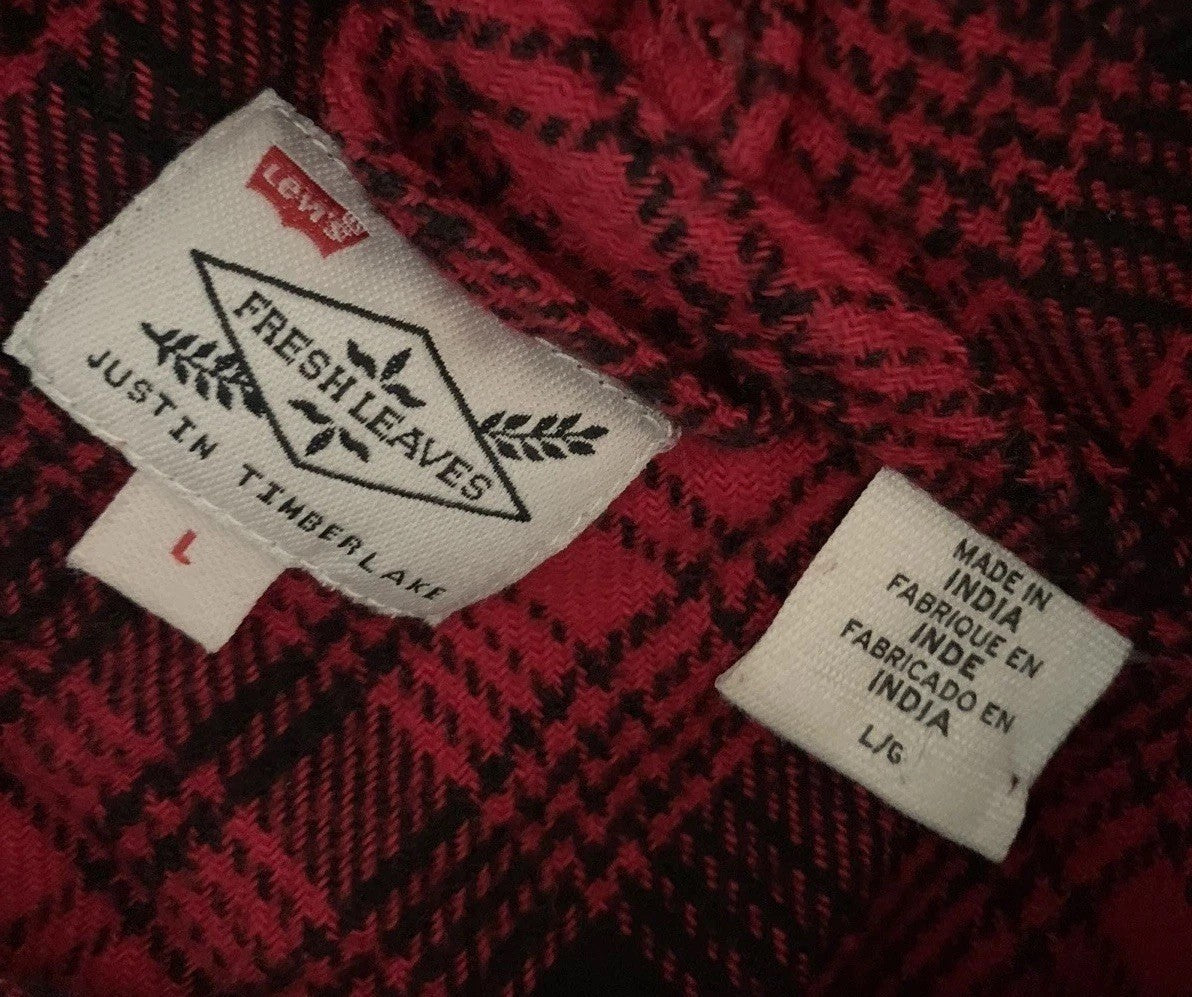 Levi's
FRESH LEAVES
JUSTIN TIMBERLAKE
L
MADE IN
INDIA
FABRIQUE EN
INDE
FABRICADO EN
INDIA
L/G